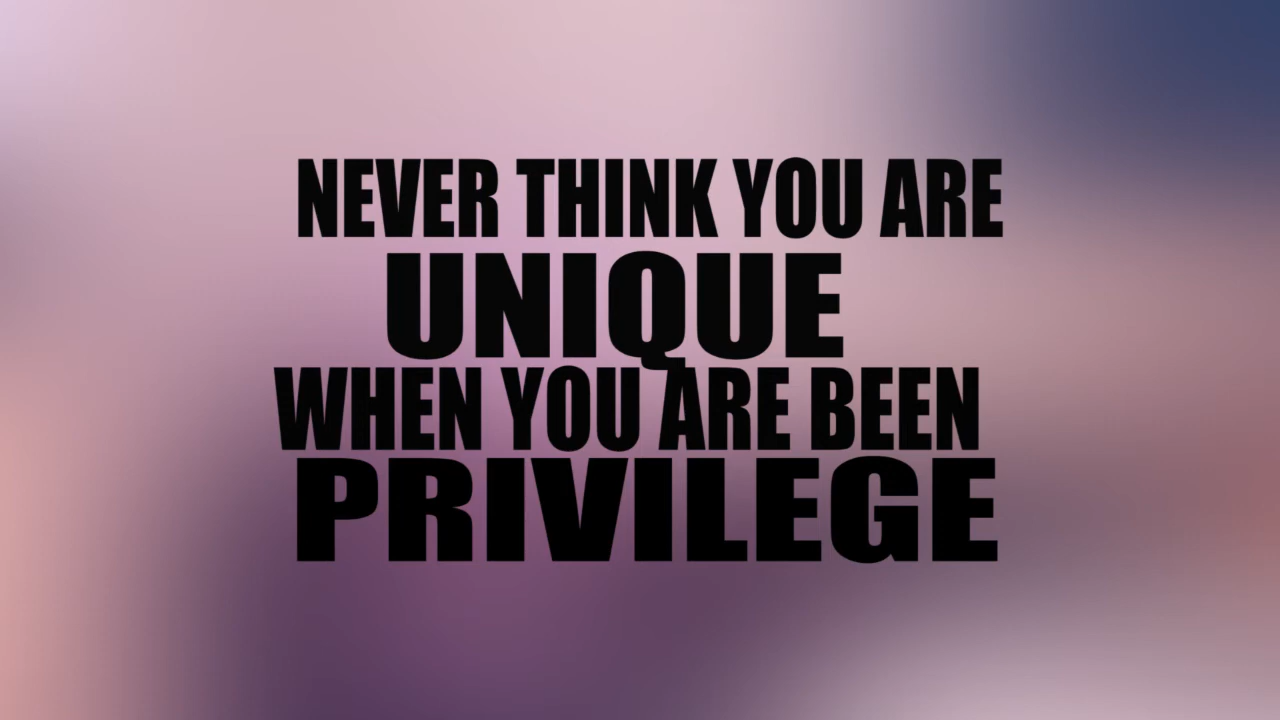 NEVER THINK YOU ARE
UNIQUE
WHEN YOU ARE BEEN
PRIVILEGE